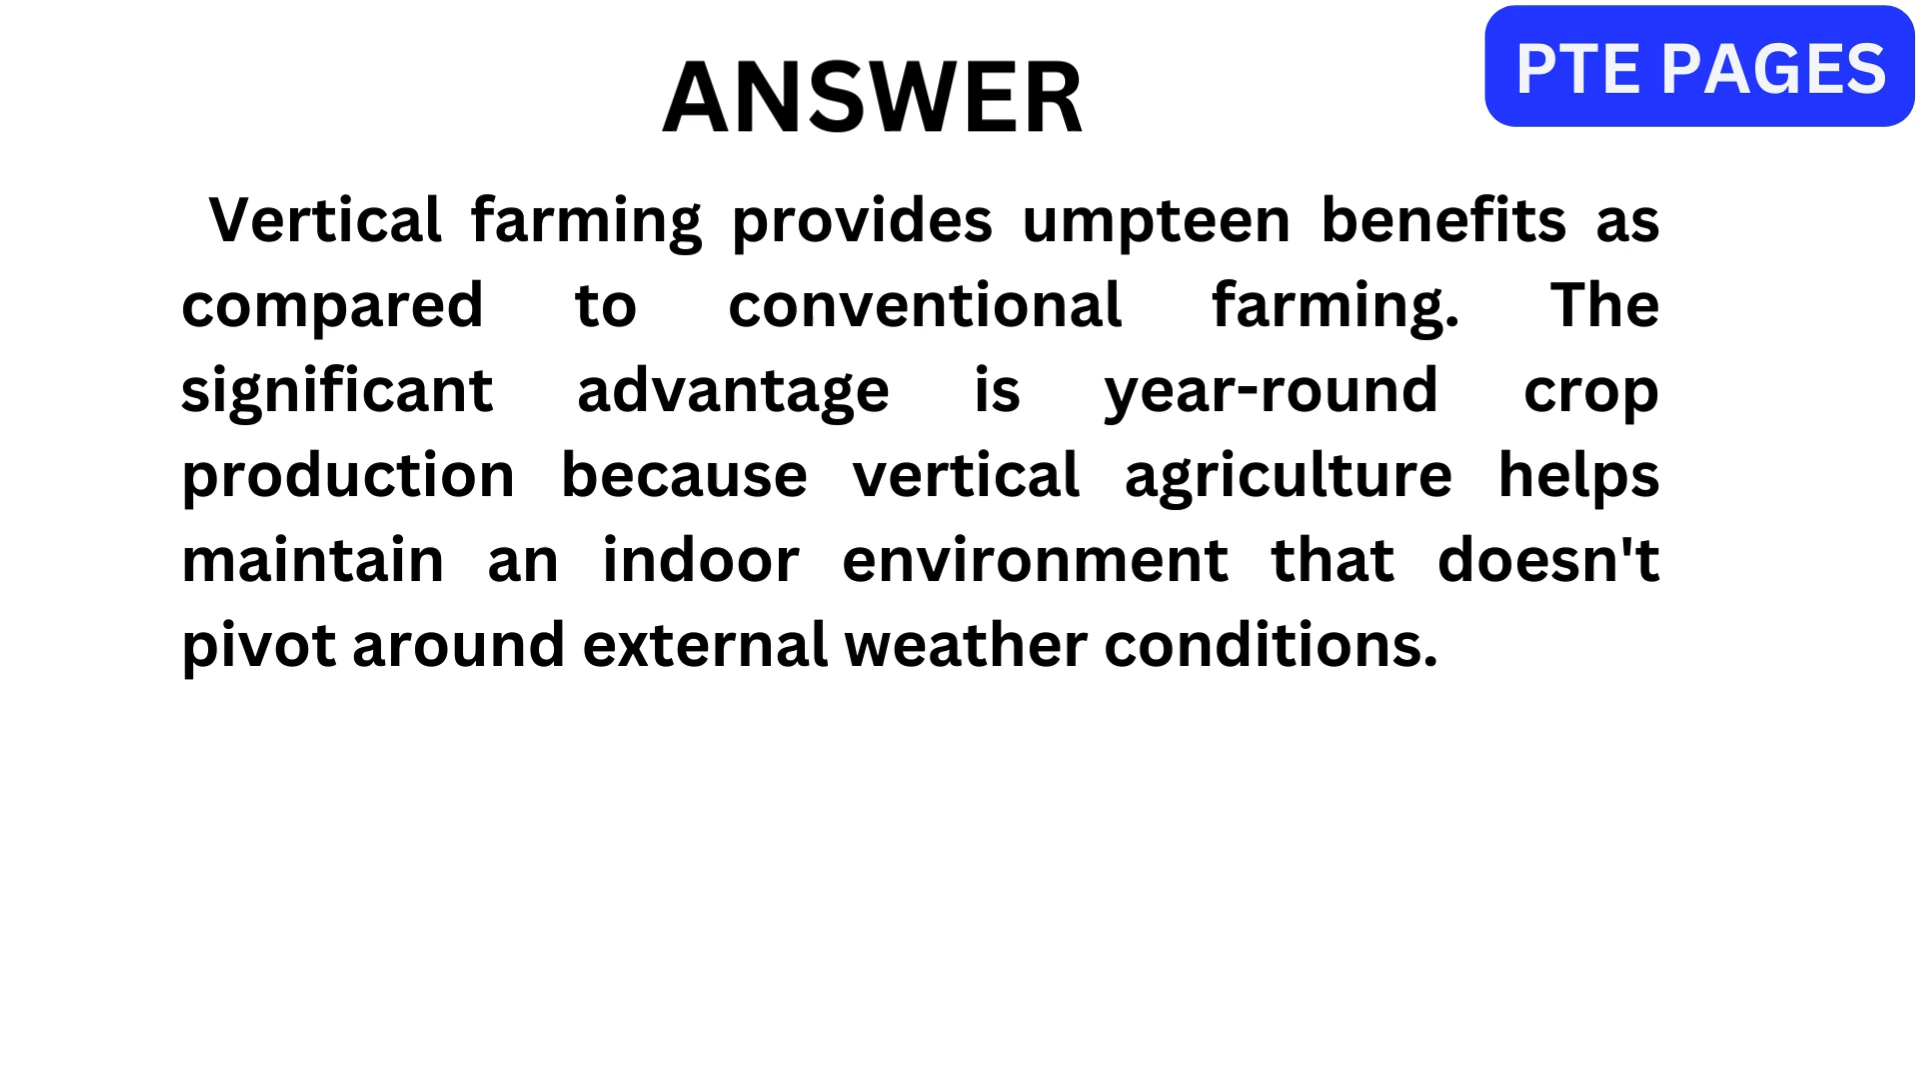 ANSWER
PTE PAGES
Vertical farming provides umpteen benefits as
compared to conventional farming. The
significant advantage is year-round crop
production because vertical agriculture helps
maintain an indoor environment that doesn't
pivot around external weather conditions.